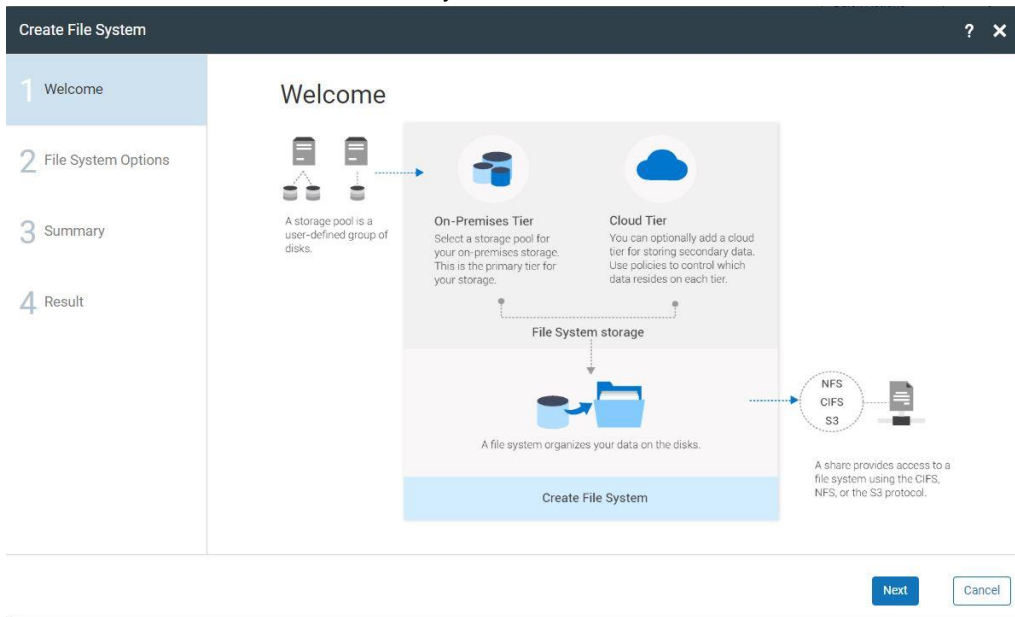 Create File System
? ×
1 Welcome
2 File System Options
3 Summary
4 Result
Welcome
A storage pool is a
user-defined group of
disks.
On-Premises Tier
Select a storage pool for
your on-premises storage.
This is the primary tier for
your storage.
Cloud Tier
You can optionally add a cloud
tier for storing secondary data.
Use policies to control which
data resides on each tier.
File System storage
A file system organizes your data on the disks.
Create File System
NFS
CIFS
S3
A share provides access to a
file system using the CIFS,
NFS, or the S3 protocol.
Next
Cancel